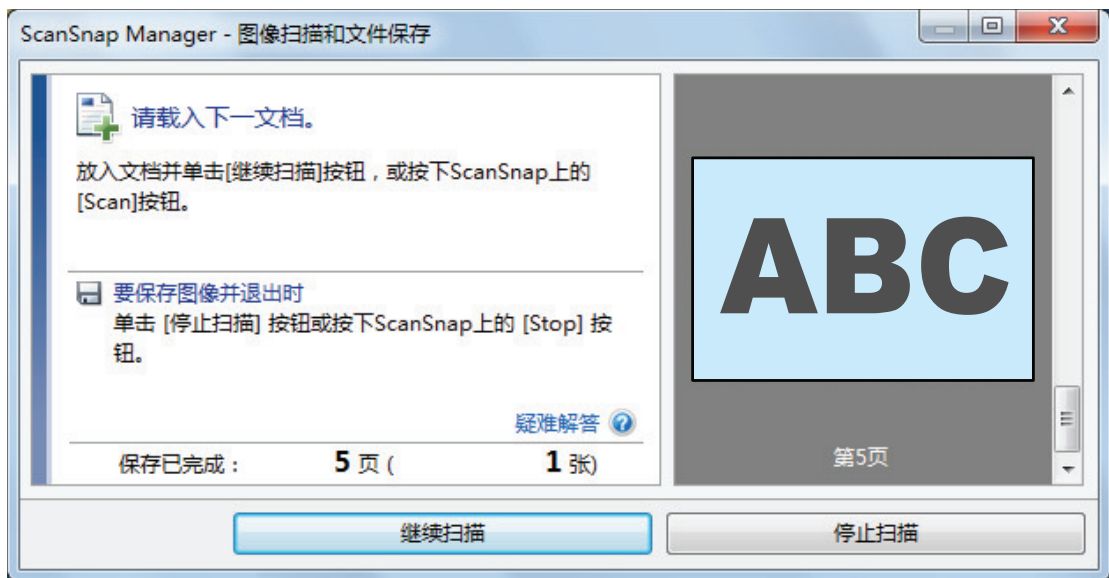 ScanSnap Manager - 图像扫描和文件保存
请载入下一文档。
放入文档并单击[继续扫描]按钮，或按下ScanSnap上的
[Scan]按钮。
要保存图像并退出时
单击 [停止扫描] 按钮或按下ScanSnap上的 [Stop] 按
钮。
疑难解答
保存已完成： 5 页 ( 1 张)
ABC
第5页
继续扫描
停止扫描